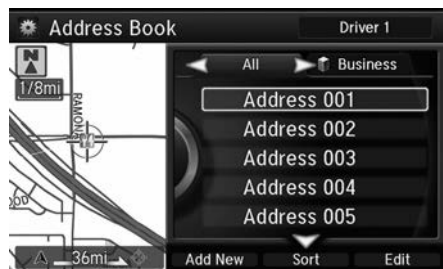 Address Book
Driver 1
N
1/8mi
RAMONA
All
Business
Address 001
Address 002
Address 003
Address 004
Address 005
36mi
Add New
Sort
Edit